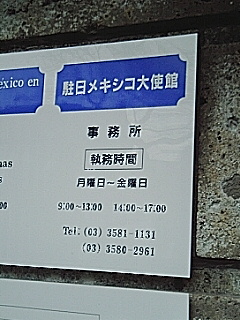 éxico en
駐日メキシコ大使館
事務所
執務時間
月曜日～金曜日
9:00～13:00 14:00～17:00
Tel: (03) 3581-1131
(03) 3580-2961